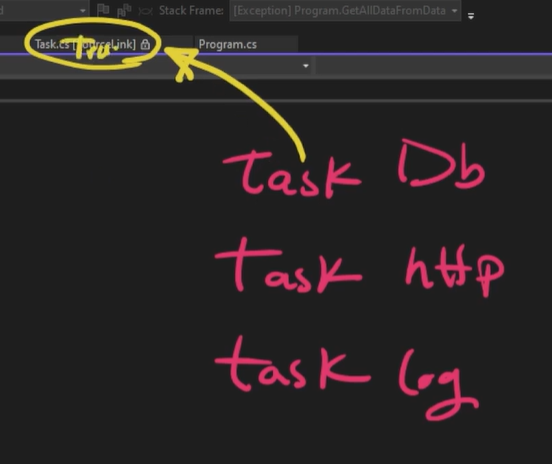 Stack Frame: [Exception] Program.GetAllDataFromData
Task.cs [SourceLink] Program.cs
task Db
Task http
task log